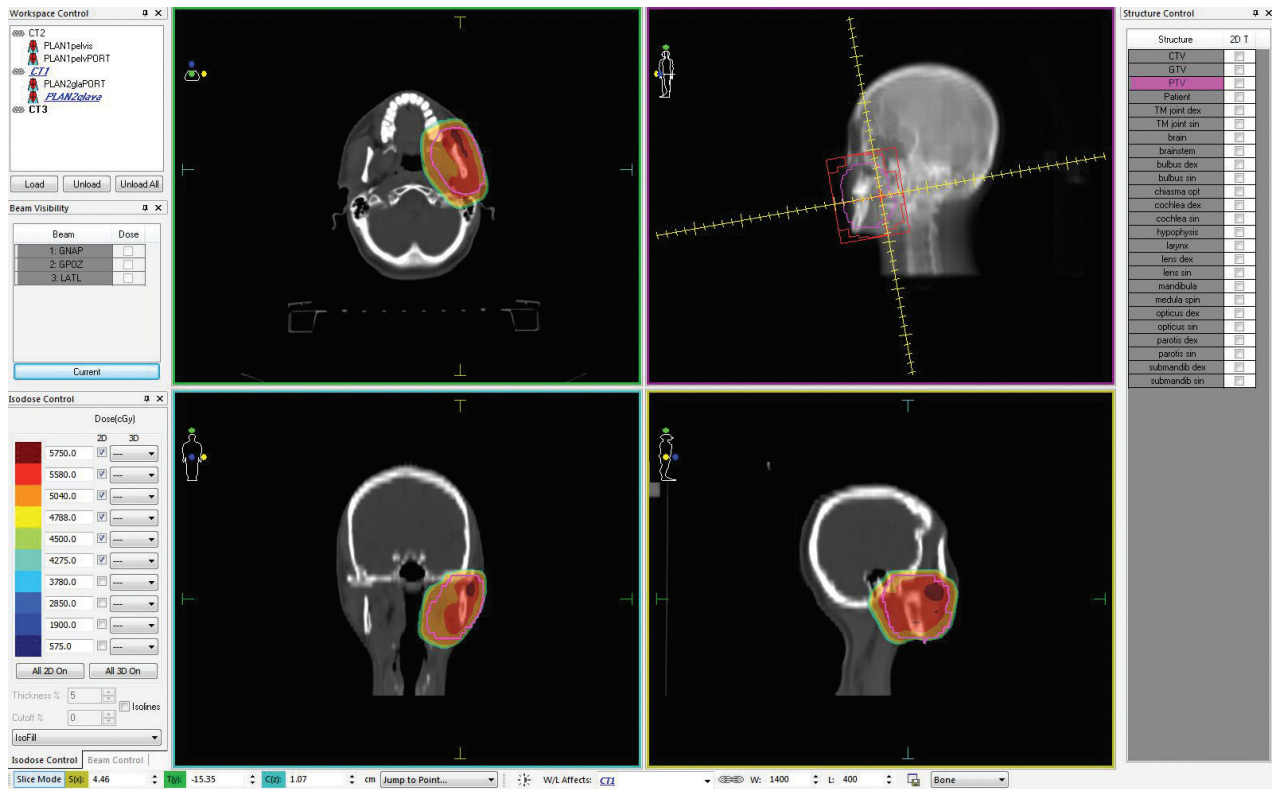 Workspace Control
CT2
PLAN1pelvis
PLAN1pelvPORT
CT1
PLAN2glaPORT
PLAN2glava
CT3
Load Unload Unload All
Beam Visibility
Beam Dose
1: GNAP
2: GPOZ
3: LATL
Current
Isodose Control
Dose(cGy)
2D 3D
5750.0 ---
5580.0 ---
5040.0 ---
4788.0 ---
4500.0 ---
4275.0 ---
3780.0 ---
2850.0 ---
1900.0 ---
575.0 ---
All 2D On All 3D On
Thickness % 5
Isolines
Cutoff % 0
IsoFill
Isodose Control Beam Control
Structure Control
Structure 2D T
CTV
GTV
PTV
Patient
TM joint dex
TM joint sin
brain
brainstem
bulbus dex
bulbus sin
chiasma opt
cochlea dex
cochlea sin
hypophysis
larynx
lens dex
lens sin
mandibula
medula spin
opticus dex
opticus sin
parotis dex
parotis sin
submandib dex
submandib sin
Slice Mode S(x): 4.46 T(y): -15.35 C(z): 1.07 cm Jump to Point... W/L Affects: CT1 W: 1400 L: 400 Bone